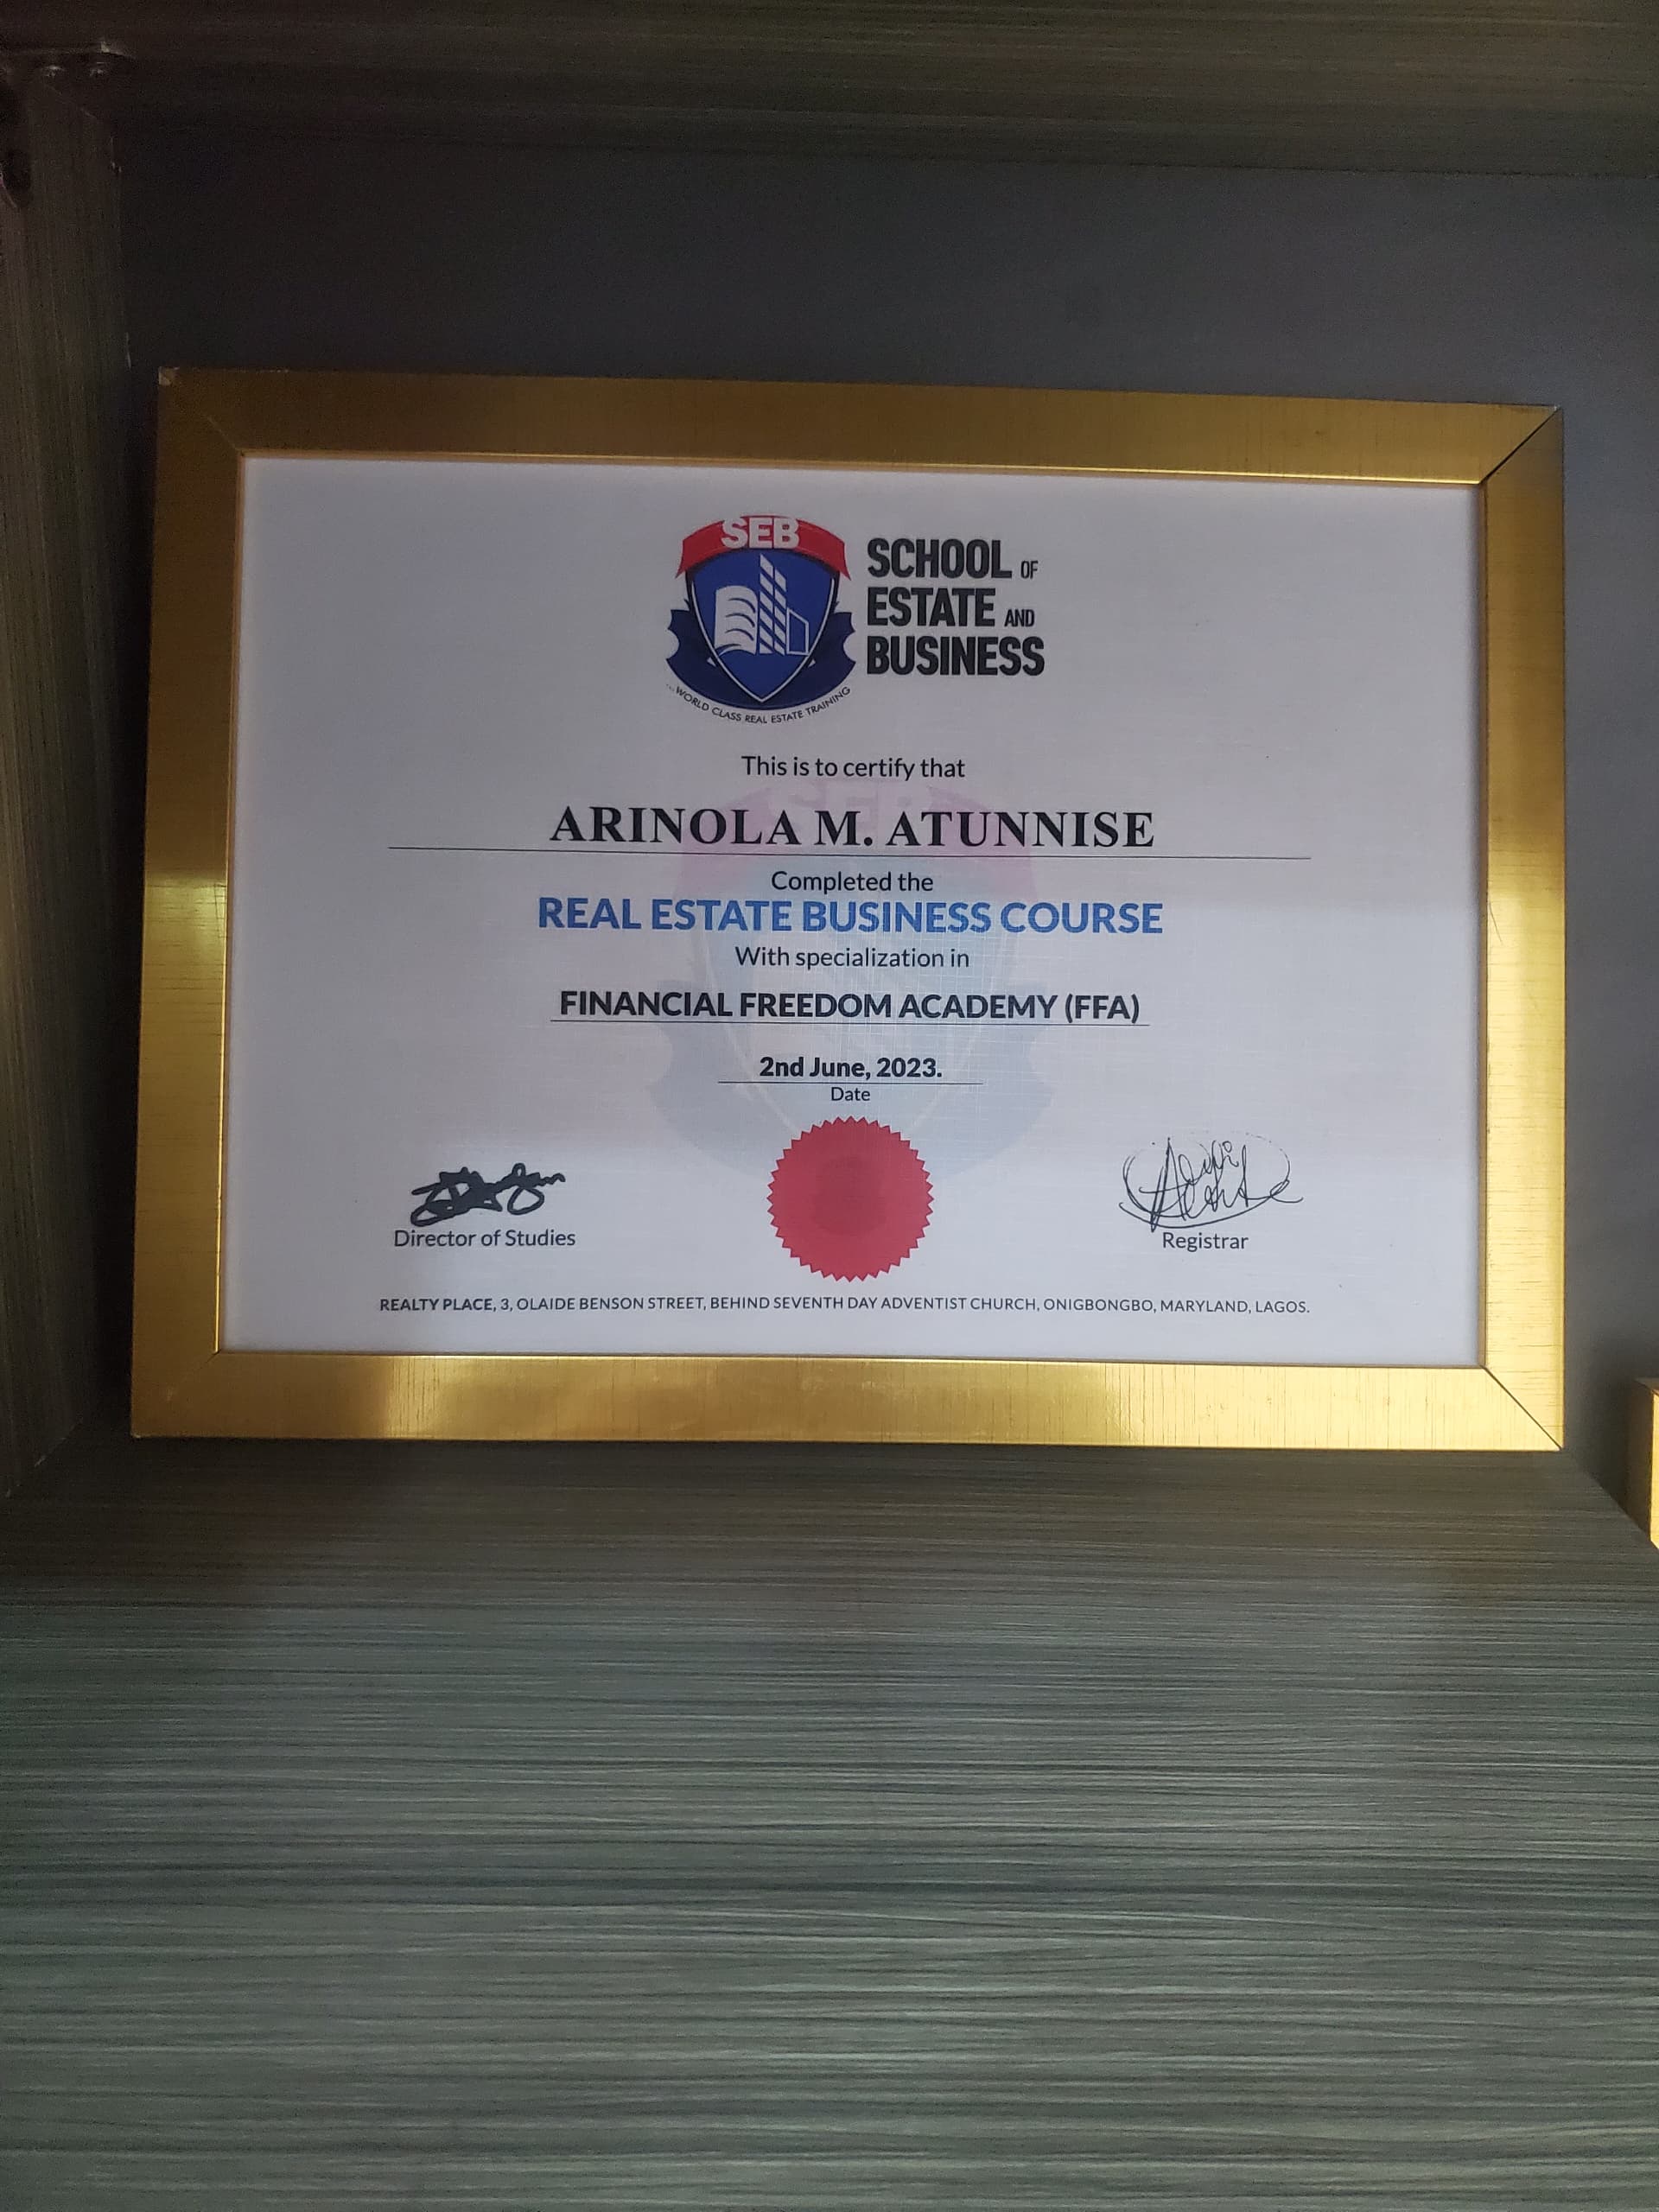 SEB
SCHOOL OF
ESTATE AND
BUSINESS
...WORLD CLASS REAL ESTATE TRAINING
This is to certify that
ARINOLA M. ATUNNISE
Completed the
REAL ESTATE BUSINESS COURSE
With specialization in
FINANCIAL FREEDOM ACADEMY (FFA)
2nd June, 2023.
Date
Director of Studies
Registrar
REALTY PLACE, 3, OLAIDE BENSON STREET, BEHIND SEVENTH DAY ADVENTIST CHURCH, ONIGBONGBO, MARYLAND, LAGOS.